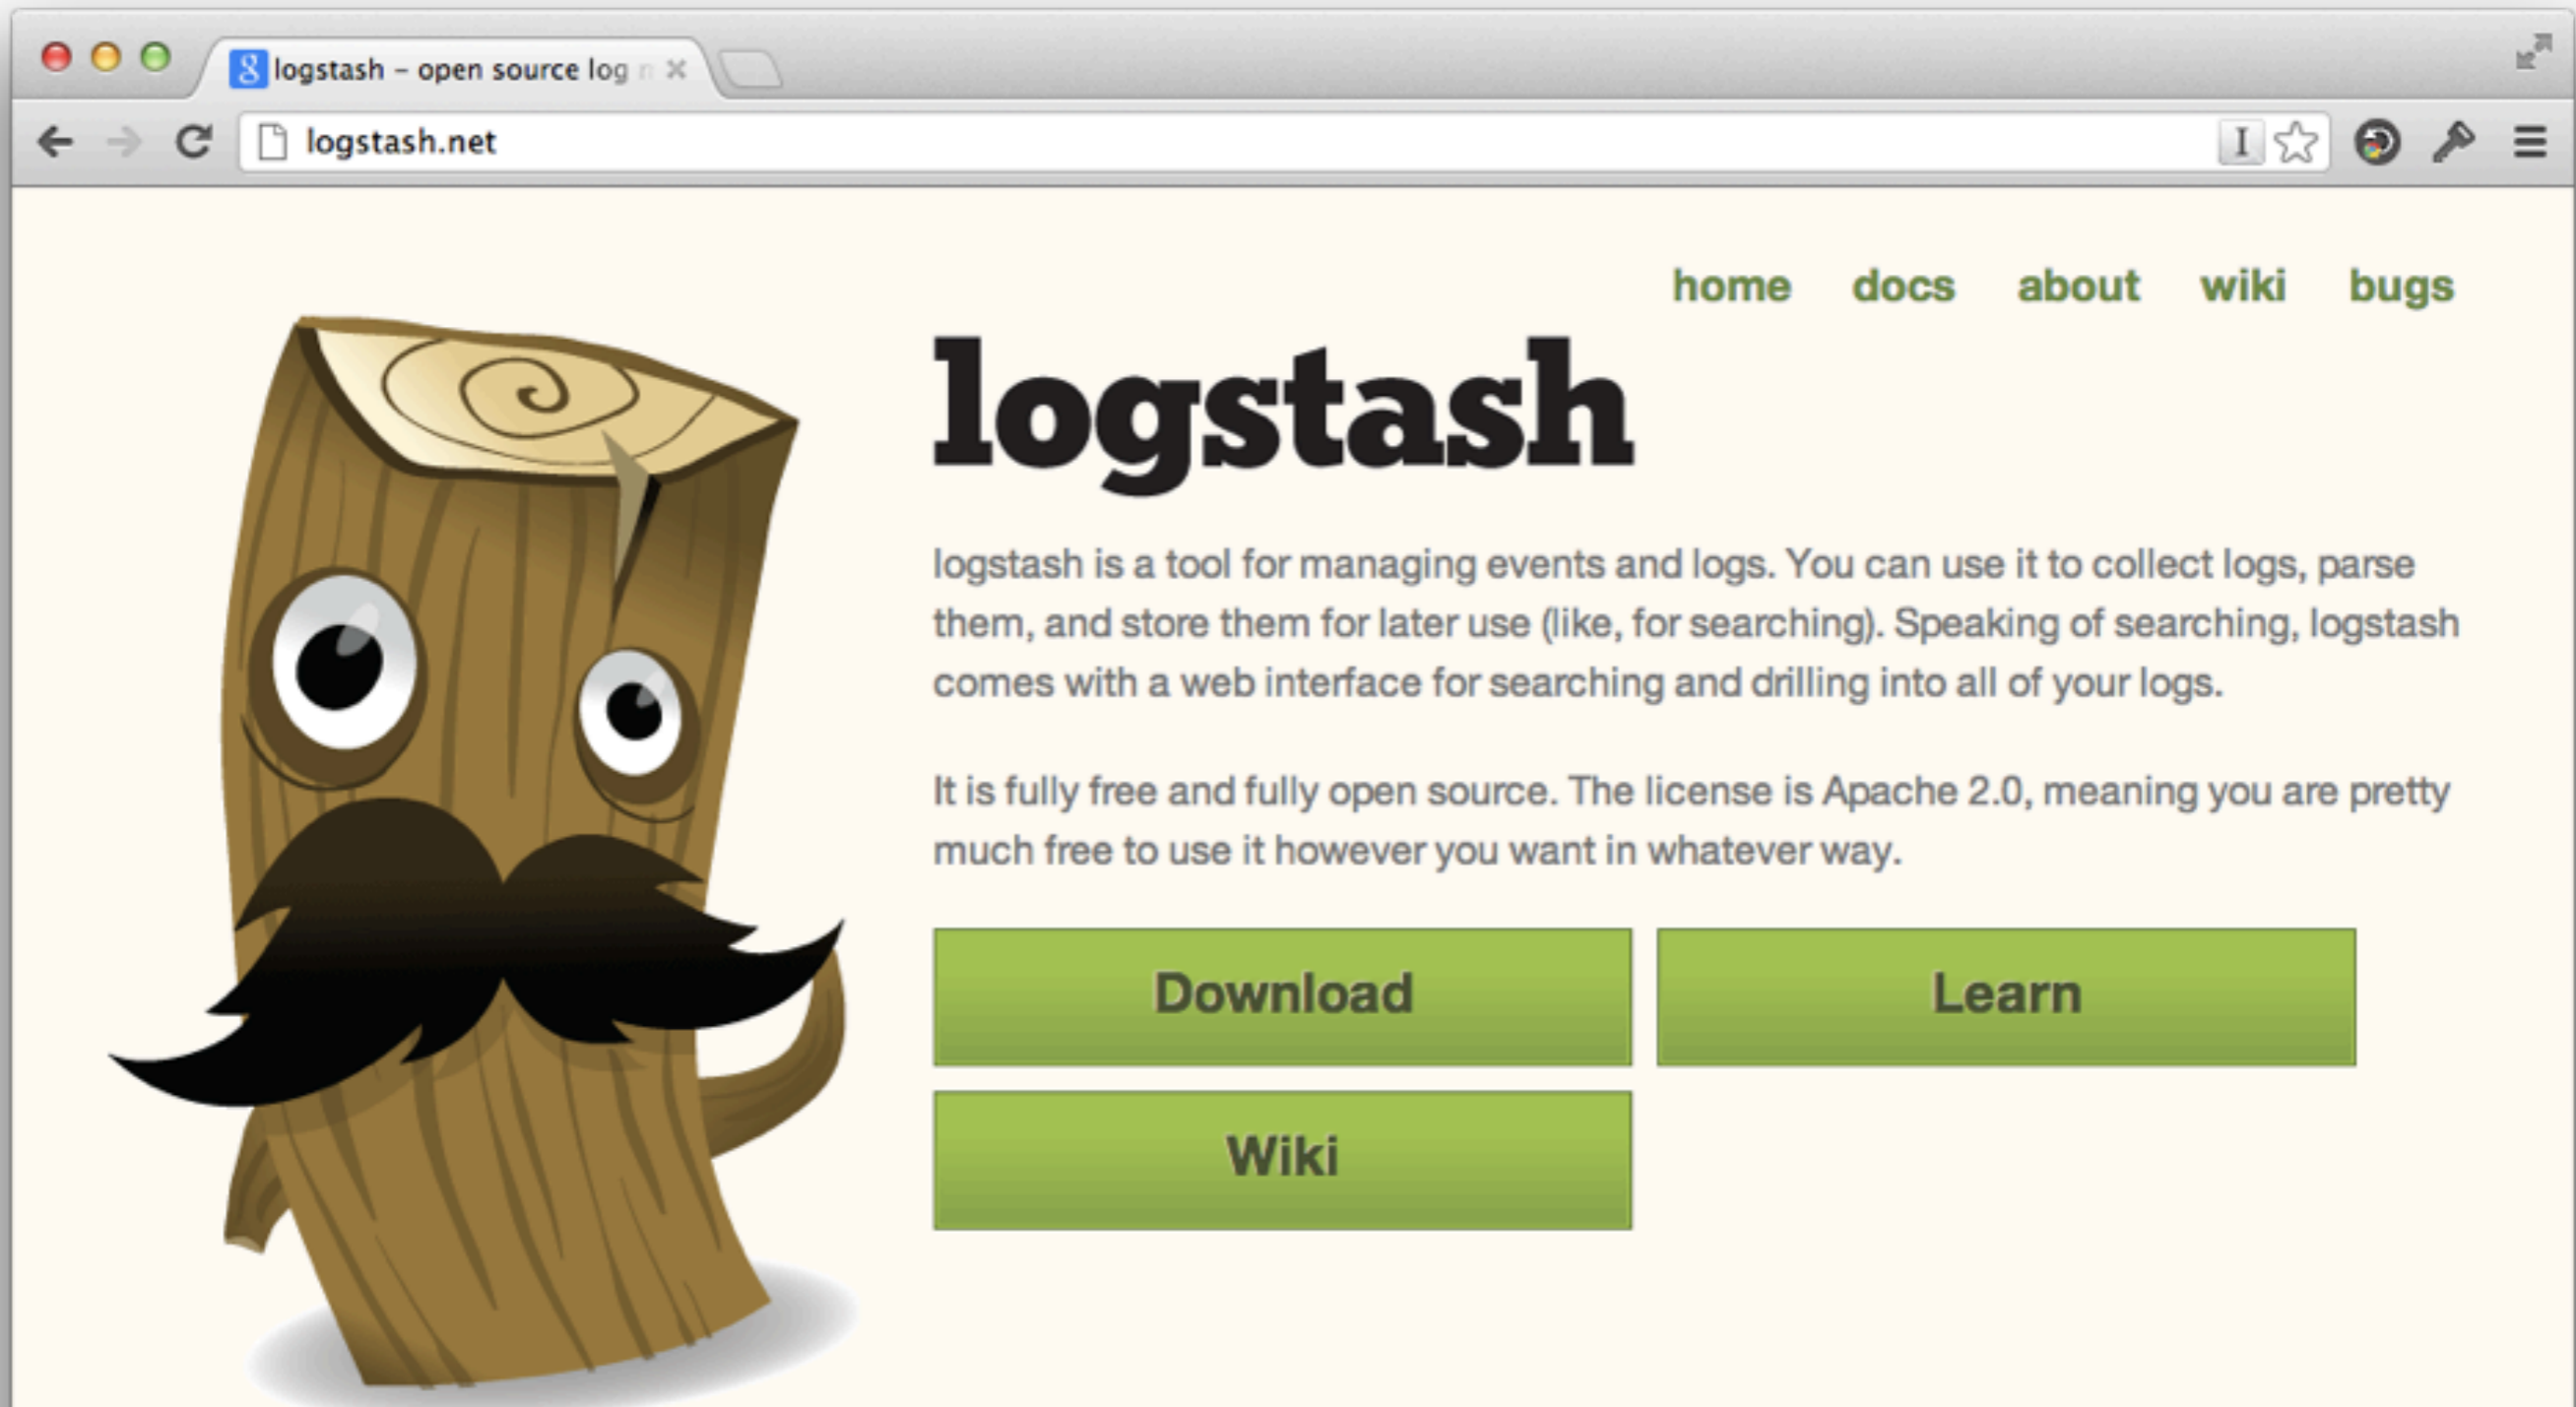 logstash – open source log
logstash.net
home docs about wiki bugs
logstash
logstash is a tool for managing events and logs. You can use it to collect logs, parse
them, and store them for later use (like, for searching). Speaking of searching, logstash
comes with a web interface for searching and drilling into all of your logs.
It is fully free and fully open source. The license is Apache 2.0, meaning you are pretty
much free to use it however you want in whatever way.
Download Learn
Wiki